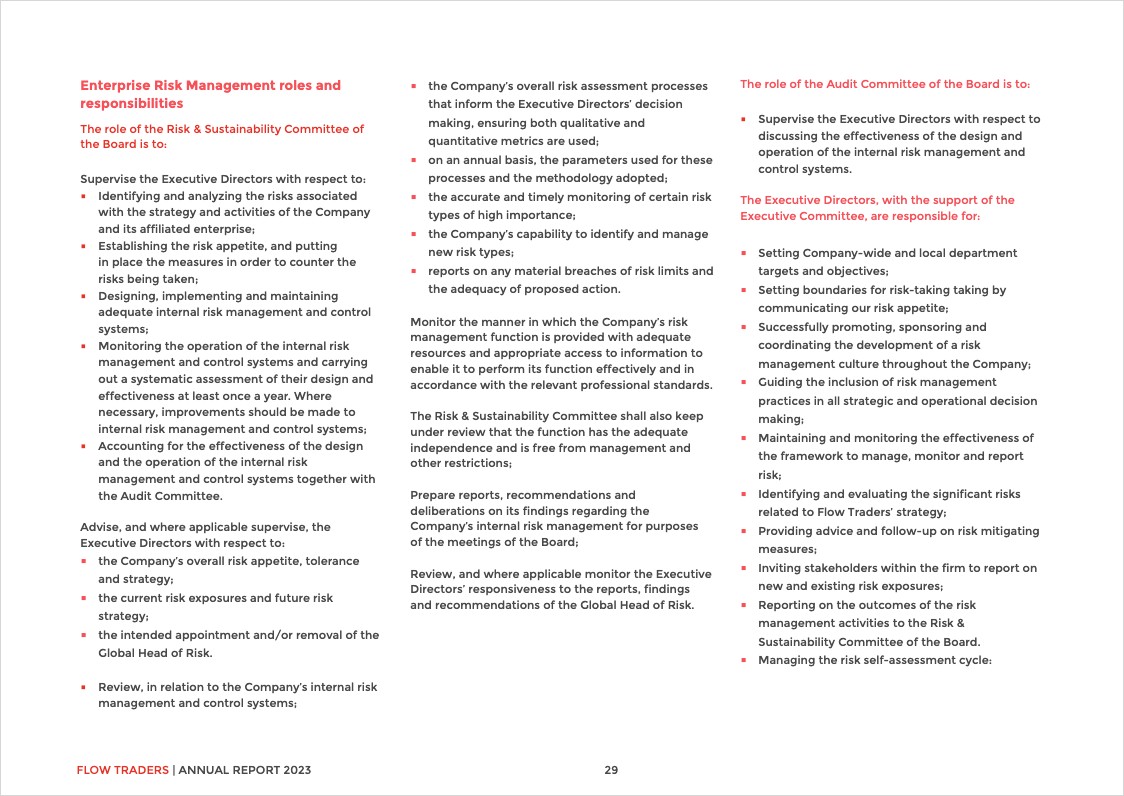 Enterprise Risk Management roles and
responsibilities
The role of the Risk & Sustainability Committee of
the Board is to:
Supervise the Executive Directors with respect to:
▪ Identifying and analyzing the risks associated
with the strategy and activities of the Company
and its affiliated enterprise;
▪ Establishing the risk appetite, and putting
in place the measures in order to counter the
risks being taken;
▪ Designing, implementing and maintaining
adequate internal risk management and control
systems;
▪ Monitoring the operation of the internal risk
management and control systems and carrying
out a systematic assessment of their design and
effectiveness at least once a year. Where
necessary, improvements should be made to
internal risk management and control systems;
▪ Accounting for the effectiveness of the design
and the operation of the internal risk
management and control systems together with
the Audit Committee.
Advise, and where applicable supervise, the
Executive Directors with respect to:
▪ the Company's overall risk appetite, tolerance
and strategy;
▪ the current risk exposures and future risk
strategy;
▪ the intended appointment and/or removal of the
Global Head of Risk.
▪ Review, in relation to the Company's internal risk
management and control systems;
▪ the Company's overall risk assessment processes
that inform the Executive Directors' decision
making, ensuring both qualitative and
quantitative metrics are used;
▪ on an annual basis, the parameters used for these
processes and the methodology adopted;
▪ the accurate and timely monitoring of certain risk
types of high importance;
▪ the Company's capability to identify and manage
new risk types;
▪ reports on any material breaches of risk limits and
the adequacy of proposed action.
Monitor the manner in which the Company's risk
management function is provided with adequate
resources and appropriate access to information to
enable it to perform its function effectively and in
accordance with the relevant professional standards.
The Risk & Sustainability Committee shall also keep
under review that the function has the adequate
independence and is free from management and
other restrictions;
Prepare reports, recommendations and
deliberations on its findings regarding the
Company's internal risk management for purposes
of the meetings of the Board;
Review, and where applicable monitor the Executive
Directors' responsiveness to the reports, findings
and recommendations of the Global Head of Risk.
The role of the Audit Committee of the Board is to:
▪ Supervise the Executive Directors with respect to
discussing the effectiveness of the design and
operation of the internal risk management and
control systems.
The Executive Directors, with the support of the
Executive Committee, are responsible for:
▪ Setting Company-wide and local department
targets and objectives;
▪ Setting boundaries for risk-taking taking by
communicating our risk appetite;
▪ Successfully promoting, sponsoring and
coordinating the development of a risk
management culture throughout the Company;
▪ Guiding the inclusion of risk management
practices in all strategic and operational decision
making;
▪ Maintaining and monitoring the effectiveness of
the framework to manage, monitor and report
risk;
▪ Identifying and evaluating the significant risks
related to Flow Traders' strategy;
▪ Providing advice and follow-up on risk mitigating
measures;
▪ Inviting stakeholders within the firm to report on
new and existing risk exposures;
▪ Reporting on the outcomes of the risk
management activities to the Risk &
Sustainability Committee of the Board.
▪ Managing the risk self-assessment cycle:
FLOW TRADERS | ANNUAL REPORT 2023
29